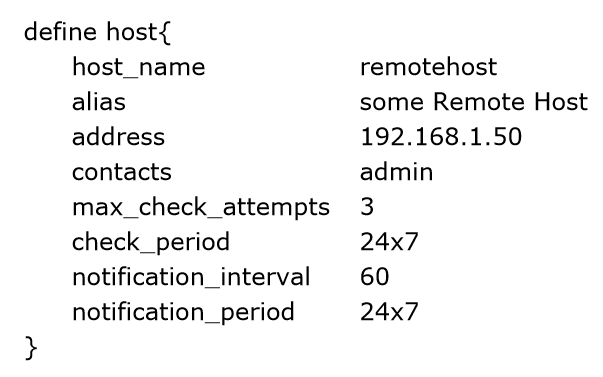 define host{
host_name remotehost
alias some Remote Host
address 192.168.1.50
contacts admin
max_check_attempts 3
check_period 24x7
notification_interval 60
notification_period 24x7
}